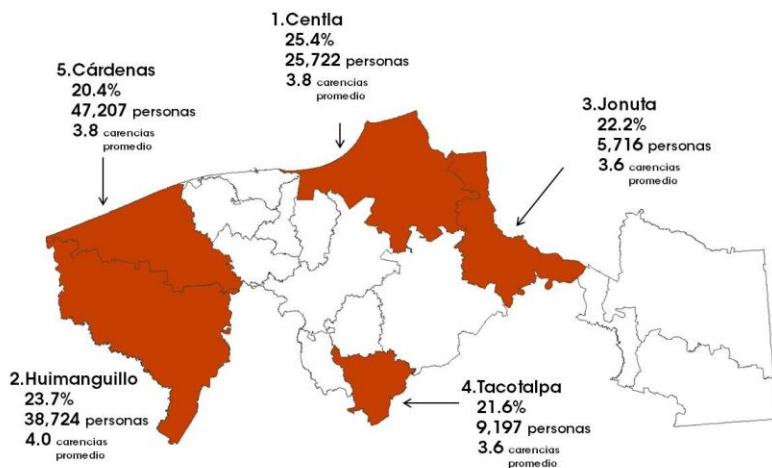 1.Centla
25.4%
25,722 personas
3.8 carencias
promedio
5.Cárdenas
20.4%
47,207 personas
3.8 carencias
promedio
3.Jonuta
22.2%
5,716 personas
3.6 carencias
promedio
2.Huimanguillo
23.7%
38,724 personas
4.0 carencias
promedio
4.Tacotalpa
21.6%
9,197 personas
3.6 carencias
promedio